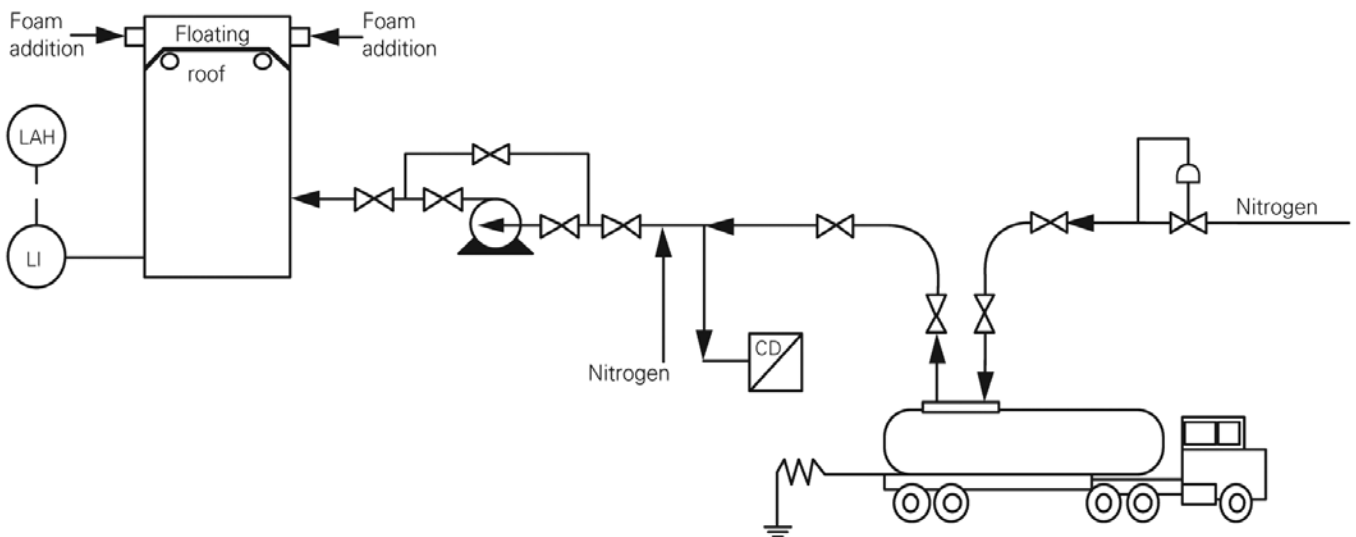 Foam
addition
Floating
roof
Foam
addition
LAH
LI
Nitrogen
CD
Nitrogen